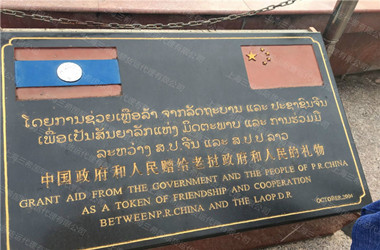 ໂດຍການຊ່ວຍເຫຼືອລ້າ ຈາກລັດຖະບານ ແລະ ປະຊາຊົນຈີນ
ເພື່ອເປັນສັນຍາລັກແຫ່ງ ມິດຕະພາບ ແລະ ການຮ່ວມມື
ລະຫວ່າງ ສ.ປ.ຈີນ ແລະ ສ ປ ປ ລາວ
中国政府和人民赠给老挝政府和人民的礼物
GRANT AID FROM THE GOVERNMENT AND THE PEOPLE OF P.R.CHINA
AS A TOKEN OF FRIENDSHIP AND COOPERATION
BETWEENP.R.CHINA AND THE LAOP.D.R
OCTOBER.